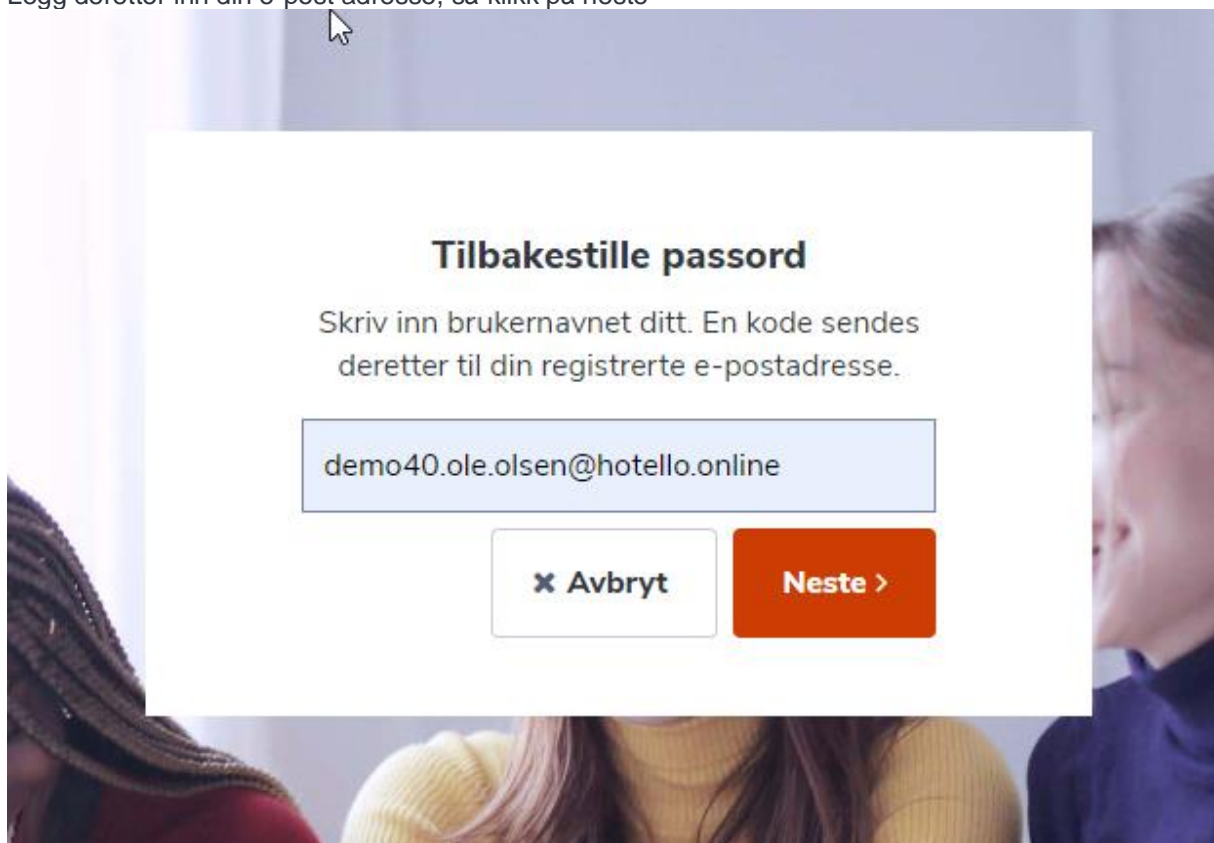 Legg deretter inn din e-post adresse, så klikk på neste
Tilbakestille passord
Skriv inn brukernavnet ditt. En kode sendes
deretter til din registrerte e-postadresse.
demo40.ole.olsen@hotello.online
✖ Avbryt
Neste >